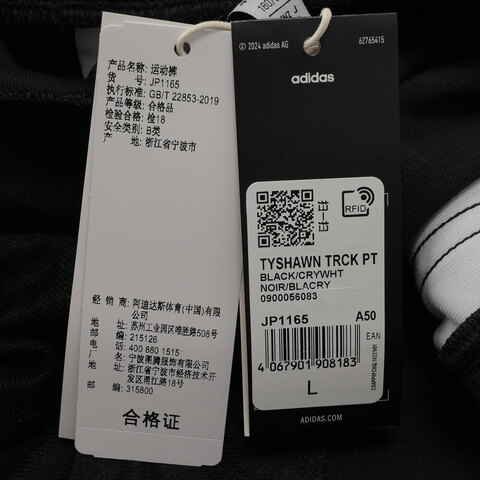 产品名称: 运动裤
货 号: JP1165
执行标准: GB/T 22853-2019
产品等级: 合格品
检验合格: 检18
安全类别: B类
产 地: 浙江省宁波市
经 销 商: 阿迪达斯体育(中国)有限
公司
地 址: 苏州工业园区唯胜路508号
邮 编: 215126
电 话: 400 880 1515
厂 名: 宁波图腾服饰有限公司
地 址: 浙江省宁波市经济技术开
发区甬江路18号
邮 编: 315800
合格证
180/
© 2024 adidas AG
62765415
adidas
RFID
TYSHAWN TRCK PT
BLACK/CRYWHT
NOIR/BLACRY
0900056083
JP1165 A50
EAN
4 067901 908183
L
ADIDAS.COM